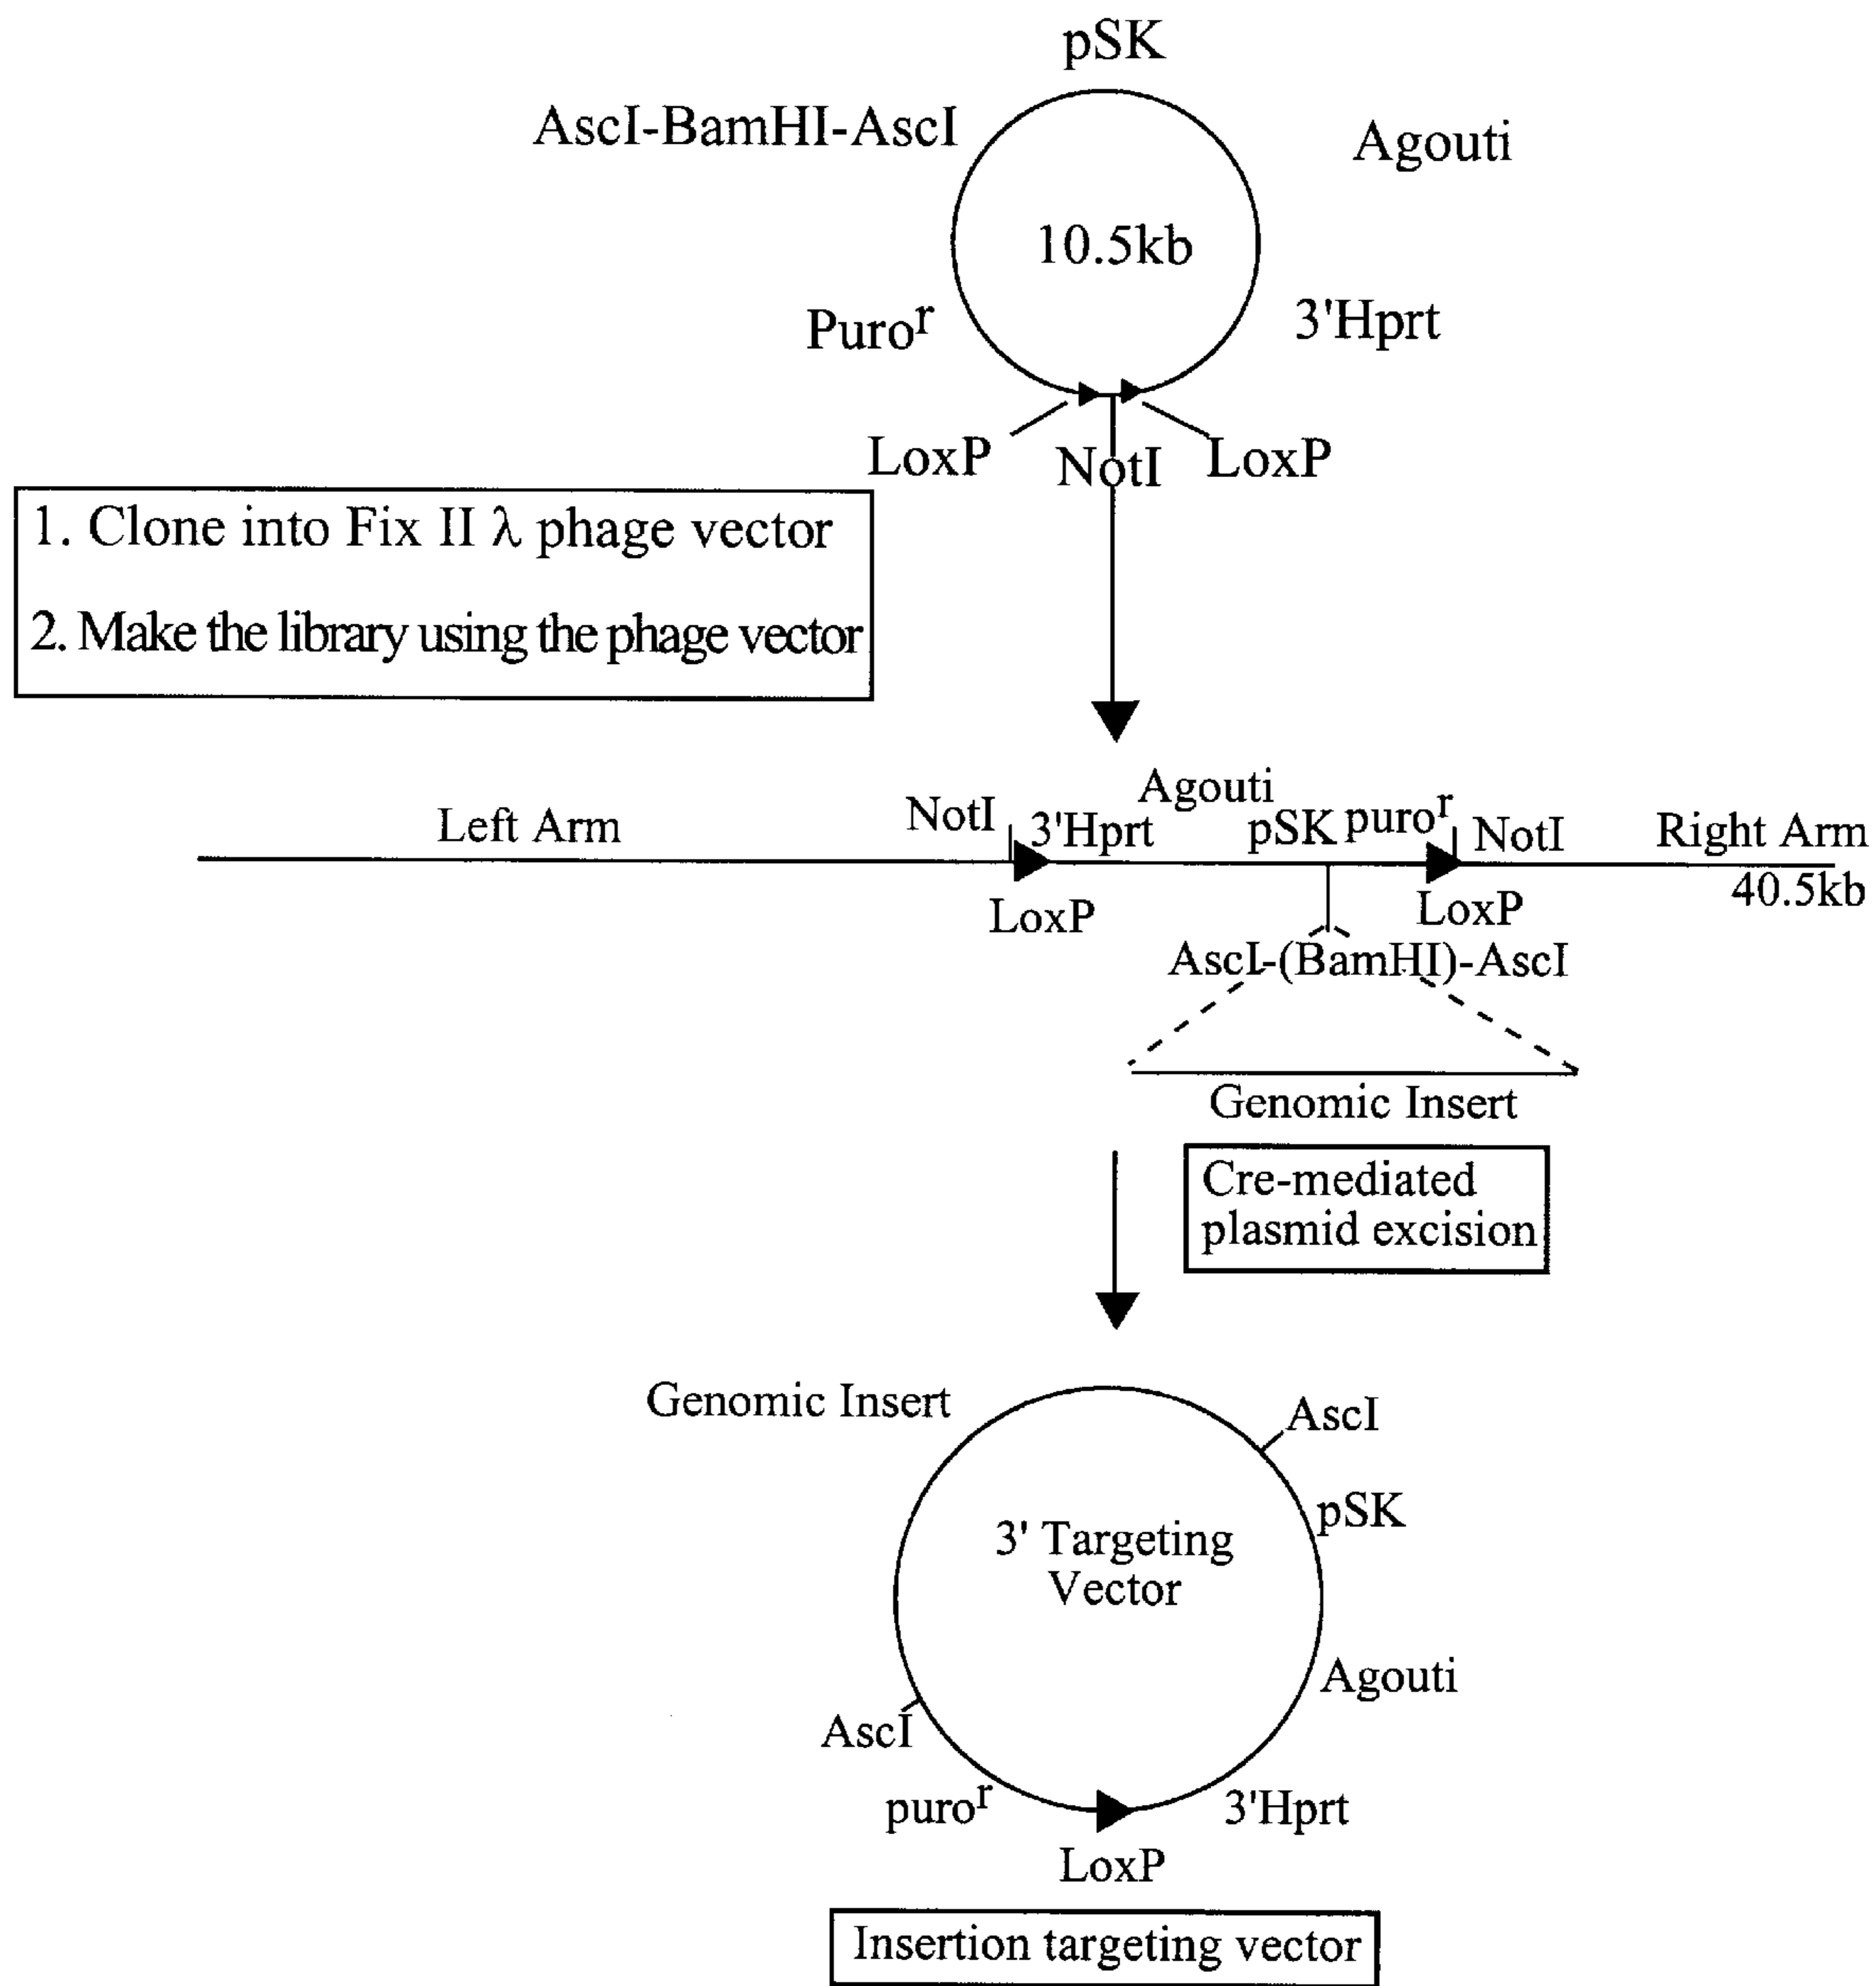 pSK
AscI-BamHI-AscI
Agouti
10.5kb
Puroʳ
3'Hprt
LoxP
NotI
LoxP
1. Clone into Fix II λ phage vector
2. Make the library using the phage vector
Left Arm
NotI
3'Hprt
Agouti
pSK
puroʳ
NotI
Right Arm
40.5kb
LoxP
LoxP
AscI-(BamHI)-AscI
Genomic Insert
Cre-mediated
plasmid excision
Genomic Insert
AscI
3' Targeting
Vector
pSK
Agouti
AscI
puroʳ
3'Hprt
LoxP
Insertion targeting vector